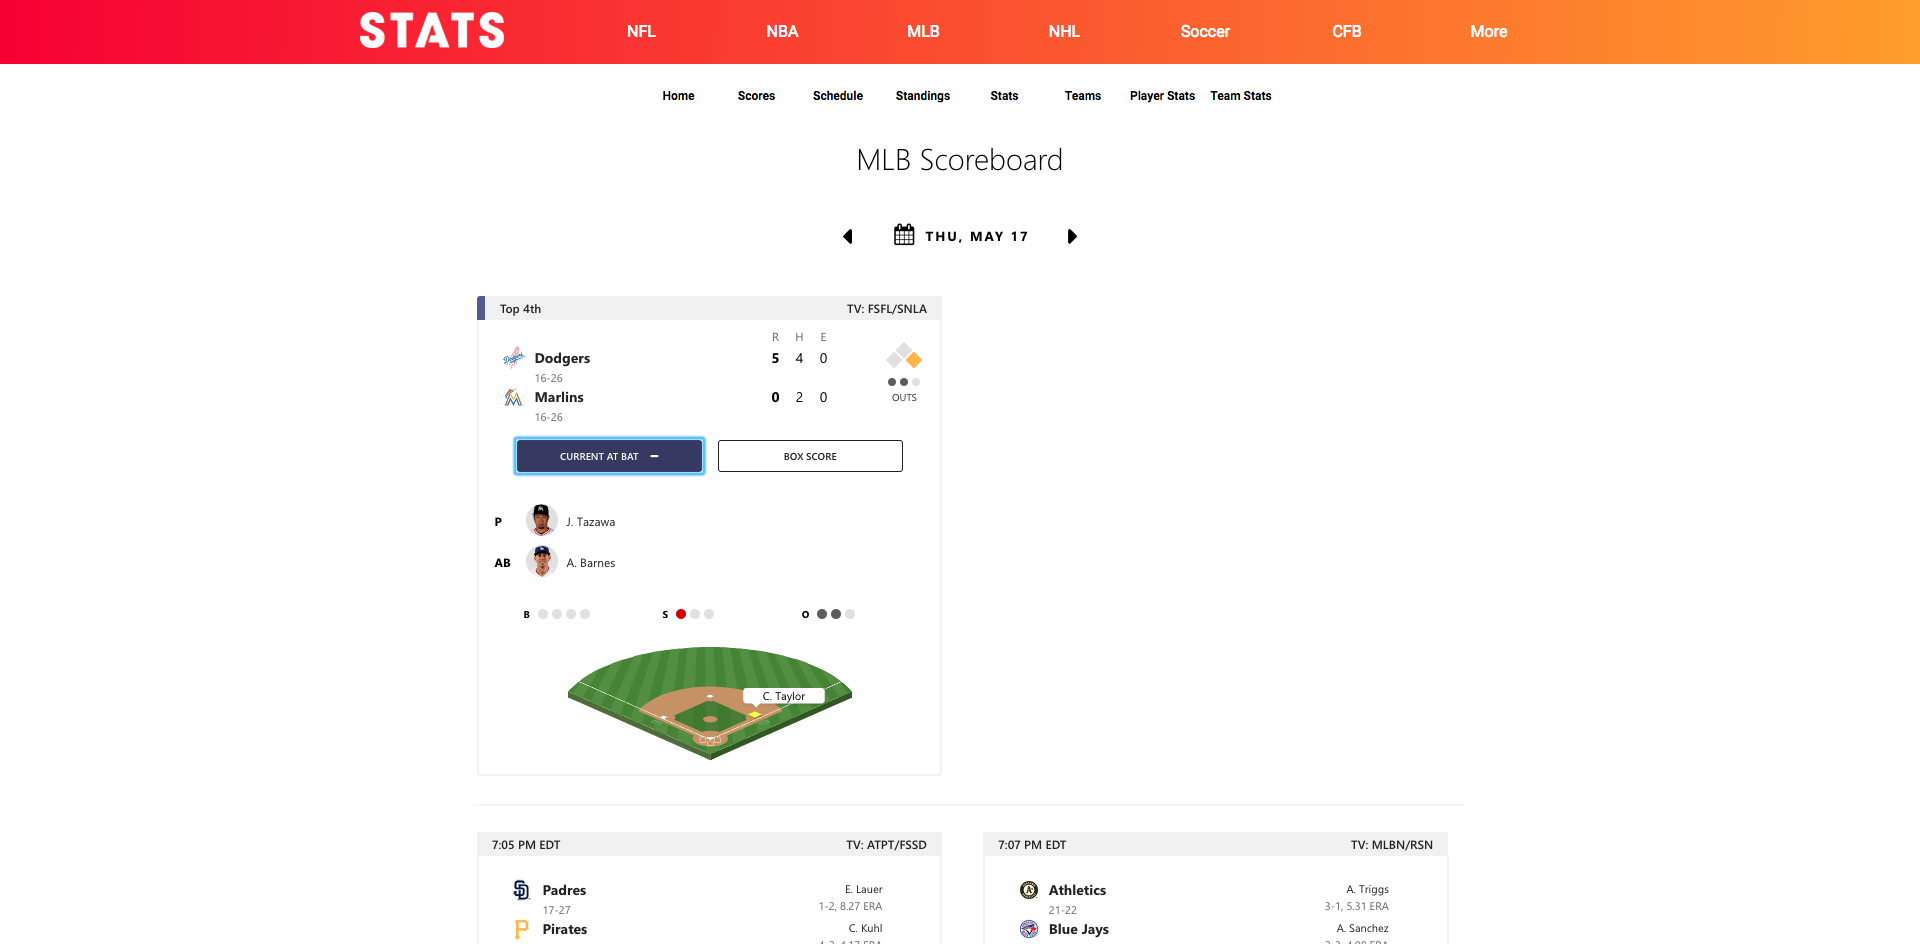 STATS NFL NBA MLB NHL Soccer CFB More
Home Scores Schedule Standings Stats Teams Player Stats Team Stats
MLB Scoreboard
THU, MAY 17
Top 4th TV: FSFL/SNLA
R H E
Dodgers 5 4 0
16-26
Marlins 0 2 0
OUTS
16-26
CURRENT AT BAT BOX SCORE
P J. Tazawa
AB A. Barnes
B S O
C. Taylor
7:05 PM EDT TV: ATPT/FSSD
Padres E. Lauer
17-27 1-2, 8.27 ERA
Pirates C. Kuhl
7:07 PM EDT TV: MLBN/RSN
Athletics A. Triggs
21-22 3-1, 5.31 ERA
Blue Jays A. Sanchez